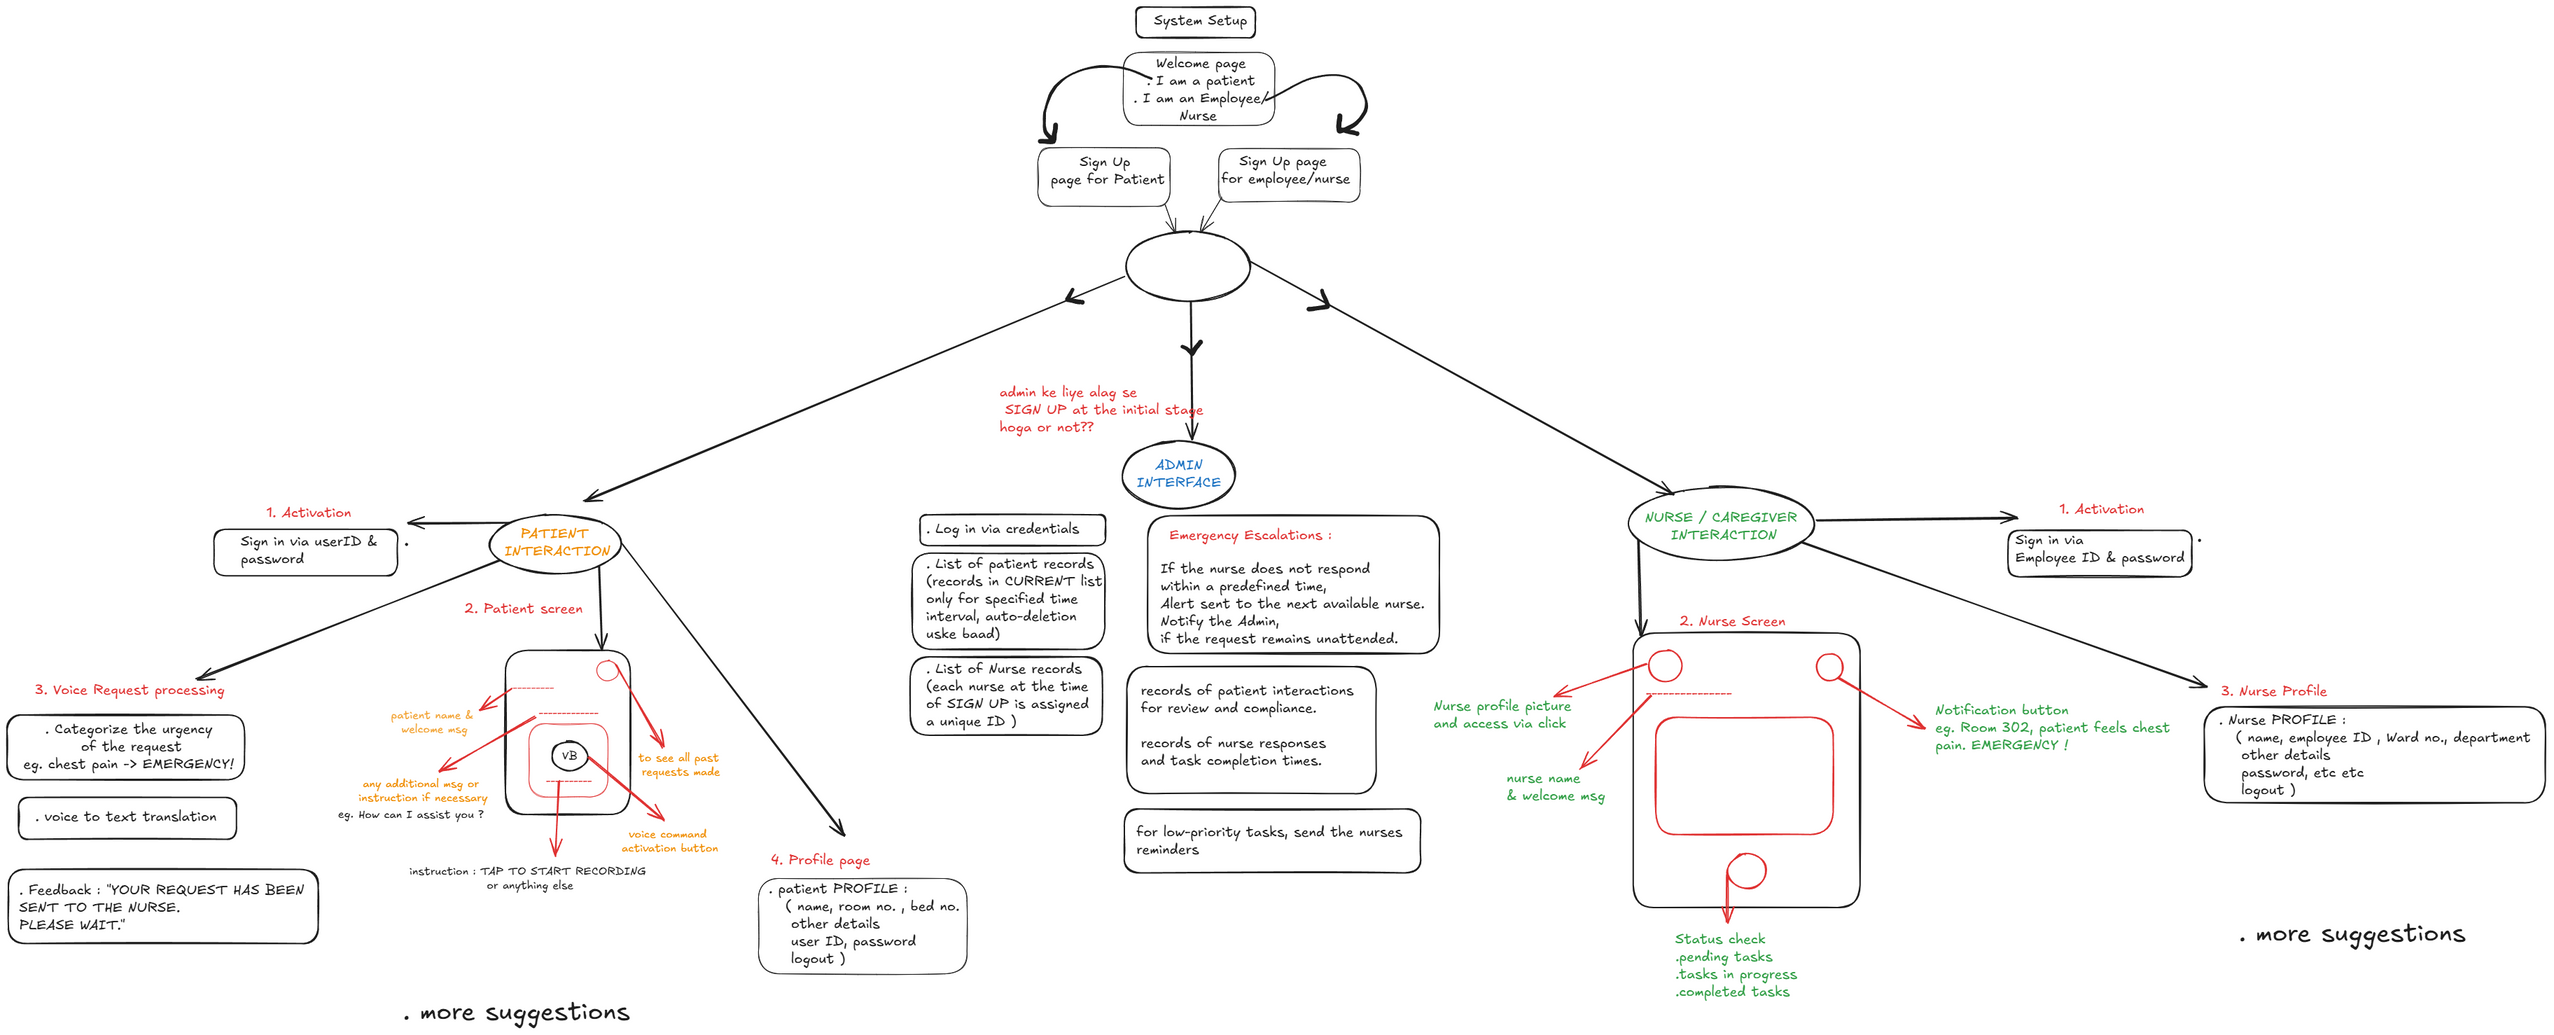 System Setup
Welcome page
. I am a patient
. I am an Employee/
Nurse
Sign Up
page for Patient
Sign Up page
for employee/nurse
admin ke liye alag se
SIGN UP at the initial stage
hoga or not??
ADMIN
INTERFACE
. Log in via credentials
. List of patient records
(records in CURRENT list
only for specified time
interval, auto-deletion
uske baad)
. List of Nurse records
(each nurse at the time
of SIGN UP is assigned
a unique ID )
Emergency Escalations :
If the nurse does not respond
within a predefined time,
Alert sent to the next available nurse.
Notify the Admin,
if the request remains unattended.
records of patient interactions
for review and compliance.
records of nurse responses
and task completion times.
for low-priority tasks, send the nurses
reminders
PATIENT
INTERACTION
1. Activation
Sign in via userID &
password
.
2. Patient screen
patient name &
welcome msg
any additional msg or
instruction if necessary
eg. How can I assist you ?
VB
to see all past
requests made
voice command
activation button
instruction : TAP TO START RECORDING
or anything else
3. Voice Request processing
. Categorize the urgency
of the request
eg. chest pain -> EMERGENCY!
. voice to text translation
. Feedback : "YOUR REQUEST HAS BEEN
SENT TO THE NURSE.
PLEASE WAIT."
4. Profile page
. patient PROFILE :
( name, room no. , bed no.
other details
user ID, password
logout )
. more suggestions
NURSE / CAREGIVER
INTERACTION
1. Activation
Sign in via
Employee ID & password
.
2. Nurse Screen
Nurse profile picture
and access via click
nurse name
& welcome msg
Notification button
eg. Room 302, patient feels chest
pain. EMERGENCY !
Status check
.pending tasks
.tasks in progress
.completed tasks
3. Nurse Profile
. Nurse PROFILE :
( name, employee ID , Ward no., department
other details
password, etc etc
logout )
. more suggestions